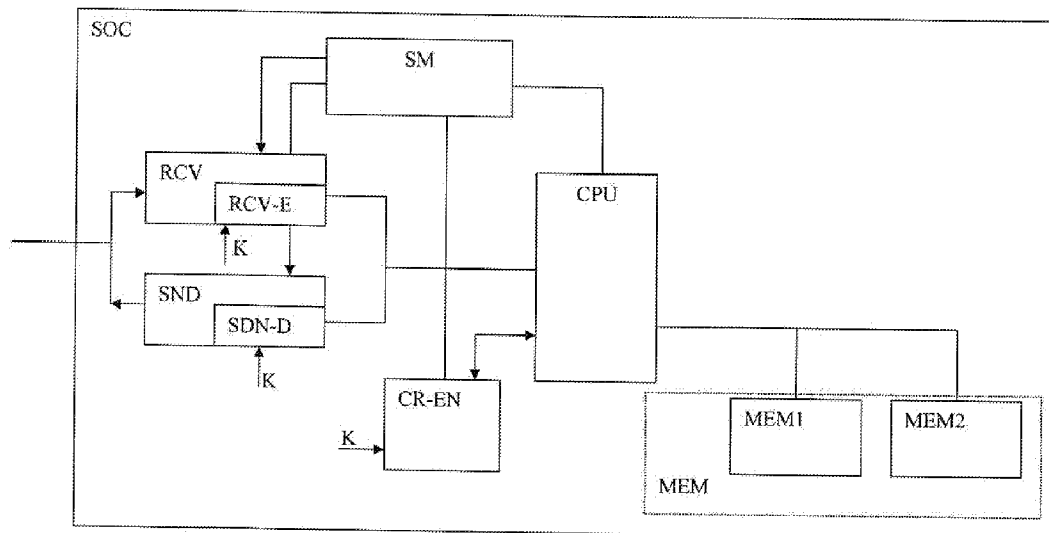 SOC
SM
RCV
RCV-E
K
CPU
SND
SDN-D
K
CR-EN
K
MEM1
MEM2
MEM